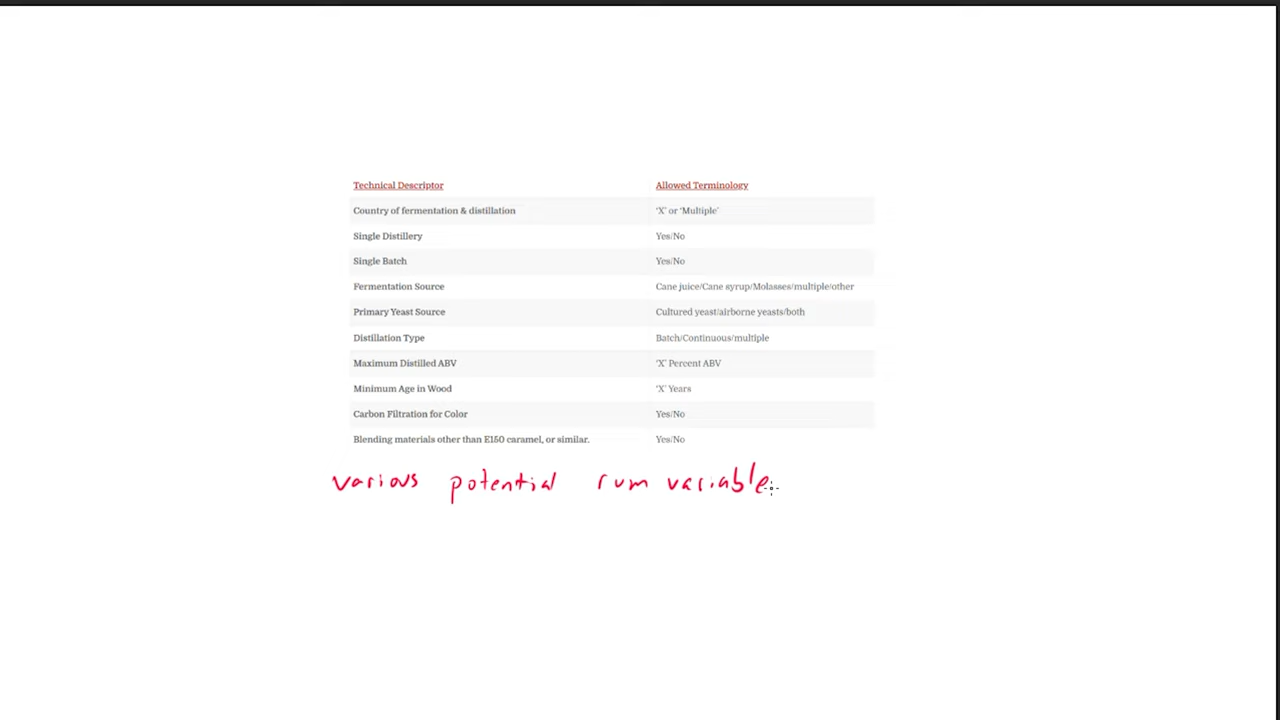 Technical Descriptor Allowed Terminology
Country of fermentation & distillation 'X' or 'Multiple'
Single Distillery Yes/No
Single Batch Yes/No
Fermentation Source Cane juice/Cane syrup/Molasses/multiple/other
Primary Yeast Source Cultured yeast/airborne yeasts/both
Distillation Type Batch/Continuous/multiple
Maximum Distilled ABV 'X' Percent ABV
Minimum Age in Wood 'X' Years
Carbon Filtration for Color Yes/No
Blending materials other than E150 caramel, or similar. Yes/No
various potential rum variable